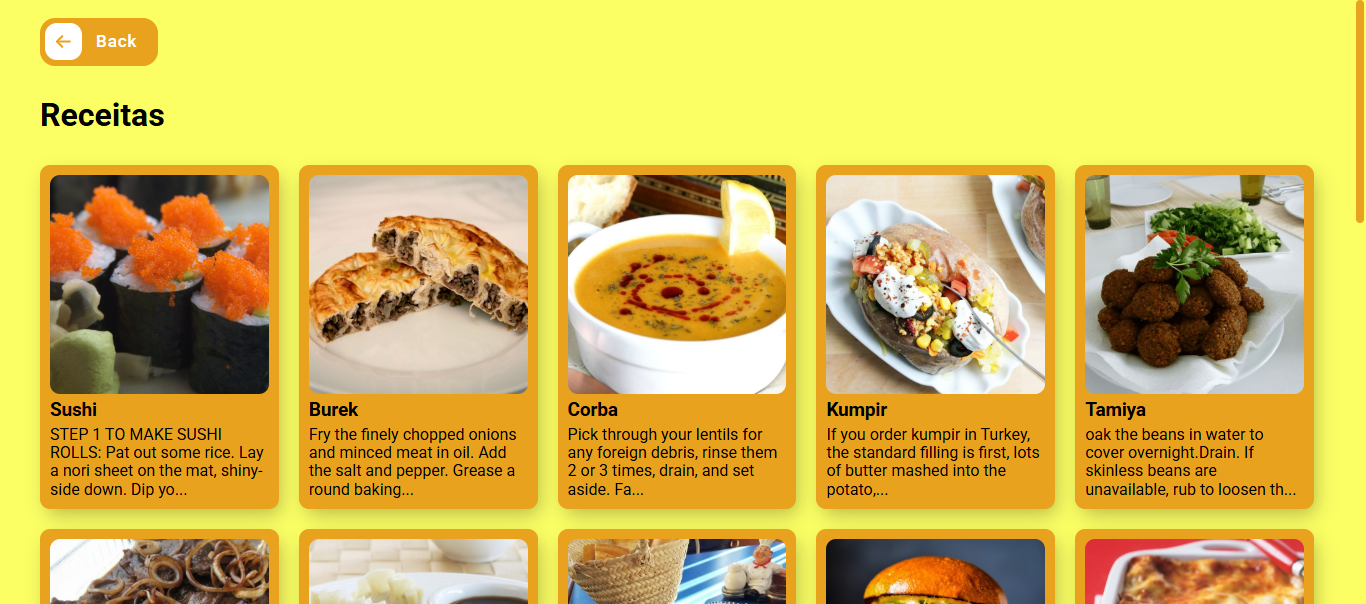 Back
Receitas
Sushi
STEP 1 TO MAKE SUSHI
ROLLS: Pat out some rice. Lay
a nori sheet on the mat, shiny-
side down. Dip yo...
Burek
Fry the finely chopped onions
and minced meat in oil. Add
the salt and pepper. Grease a
round baking...
Corba
Pick through your lentils for
any foreign debris, rinse them
2 or 3 times, drain, and set
aside. Fa...
Kumpir
If you order kumpir in Turkey,
the standard filling is first, lots
of butter mashed into the
potato,...
Tamiya
oak the beans in water to
cover overnight.Drain. If
skinless beans are
unavailable, rub to loosen th...